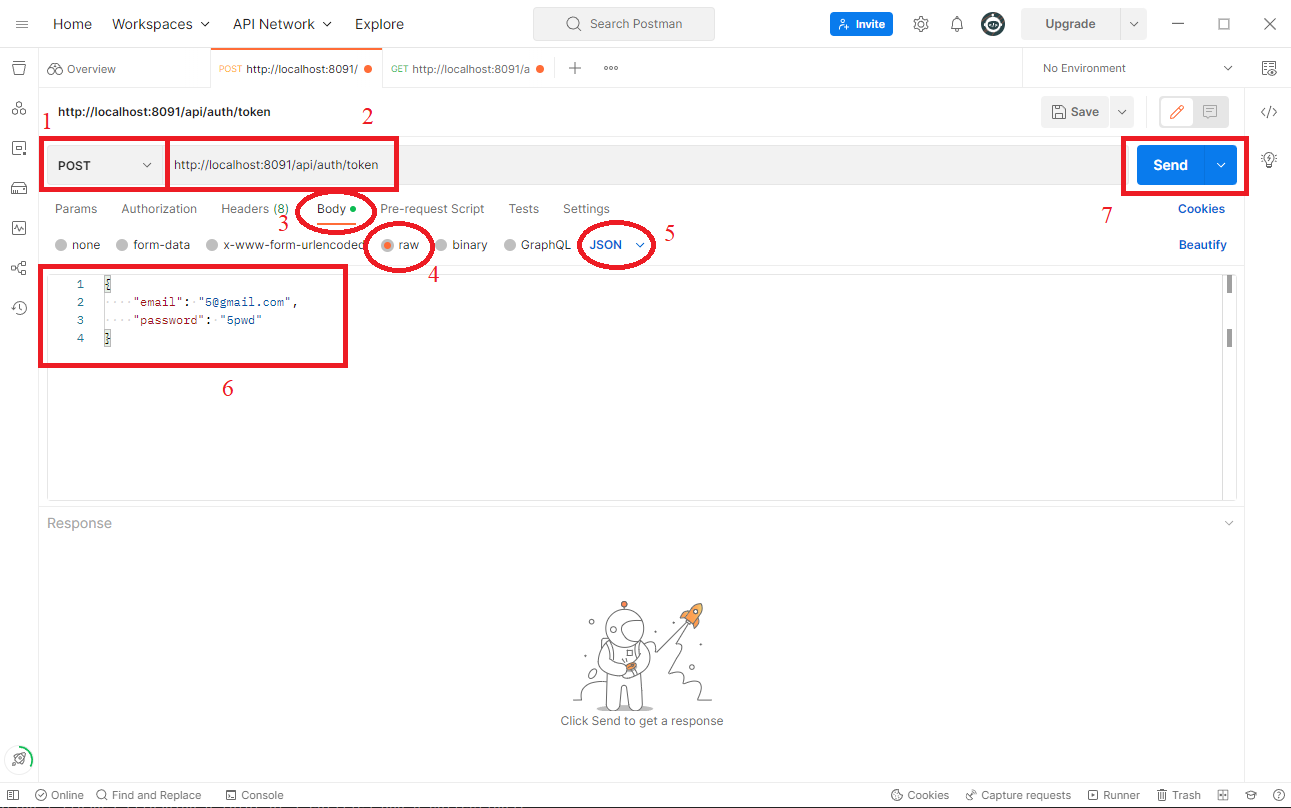 Home Workspaces API Network Explore Search Postman Invite Upgrade
Overview POST http://localhost:8091/ GET http://localhost:8091/a No Environment
http://localhost:8091/api/auth/token Save
1 2
POST http://localhost:8091/api/auth/token Send
Params Authorization Headers (8) Body Pre-request Script Tests Settings Cookies
3 7
none form-data x-www-form-urlencoded raw binary GraphQL JSON Beautify
5
4
1 {
2 "email": "5@gmail.com",
3 "password": "5pwd"
4 }
6
Response
Click Send to get a response
Online Find and Replace Console Cookies Capture requests Runner Trash